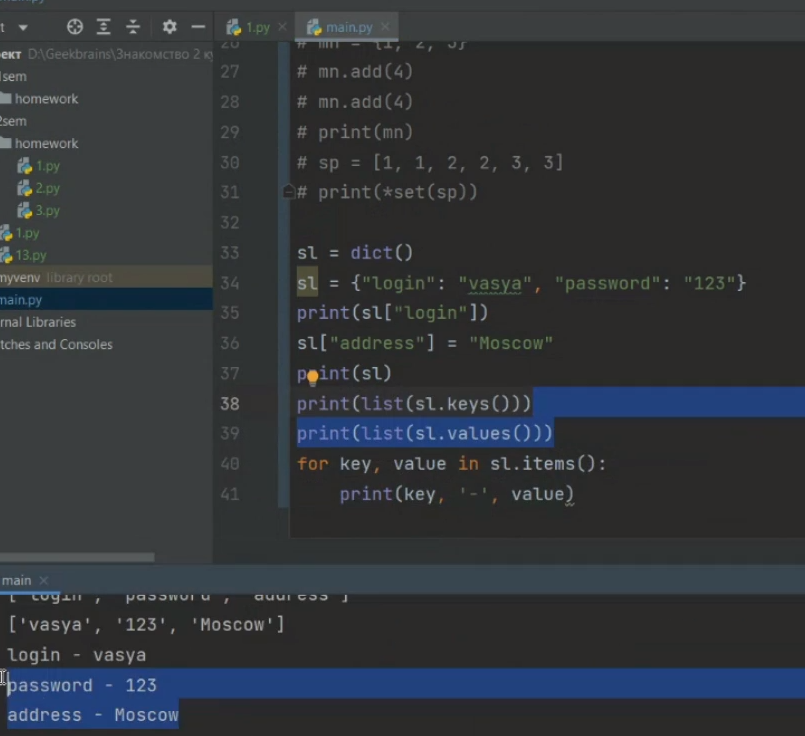 main.py
1.py
main.py
ект D:\Geekbrains\Знакомство 2 к
sem
homework
2sem
homework
1.py
2.py
3.py
1.py
13.py
myvenv library root
main.py
rnal Libraries
tches and Consoles
26 # mn = {1, 2, 3}
27 # mn.add(4)
28 # mn.add(4)
29 # print(mn)
30 # sp = [1, 1, 2, 2, 3, 3]
31 # print(*set(sp))
32
33 sl = dict()
34 sl = {"login": "vasya", "password": "123"}
35 print(sl["login"])
36 sl["address"] = "Moscow"
37 print(sl)
38 print(list(sl.keys()))
39 print(list(sl.values()))
40 for key, value in sl.items():
41 print(key, '-', value)
main
['login', 'password', 'address']
['vasya', '123', 'Moscow']
login - vasya
password - 123
address - Moscow